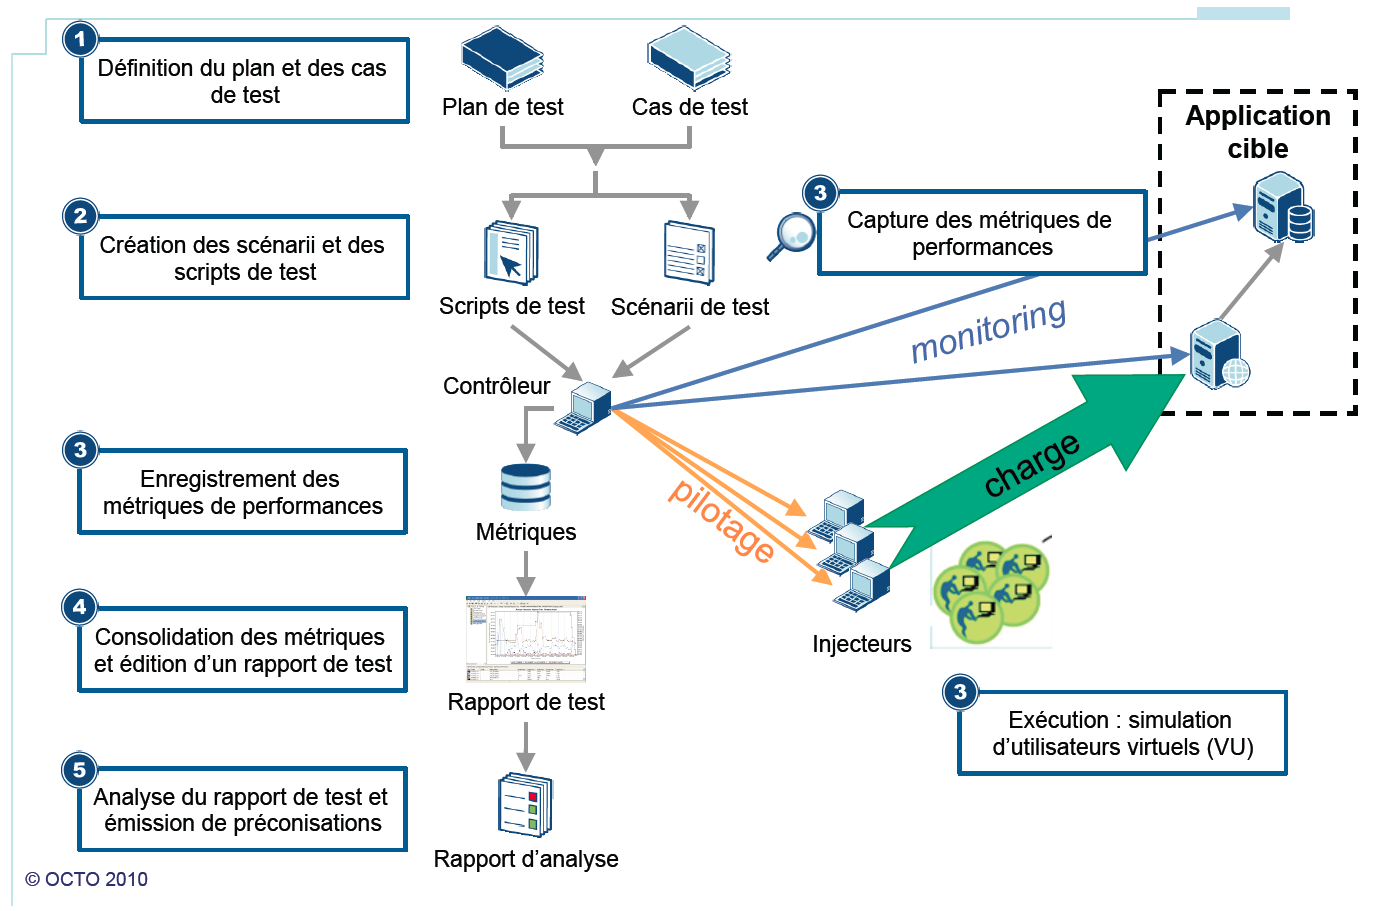 1
Définition du plan et des cas
de test
Plan de test
Cas de test
Application
cible
2
Création des scénarii et des
scripts de test
Scripts de test
Scénarii de test
3
Capture des métriques de
performances
monitoring
Contrôleur
pilotage
charge
Injecteurs
3
Enregistrement des
métriques de performances
Métriques
3
Exécution : simulation
d’utilisateurs virtuels (VU)
4
Consolidation des métriques
et édition d’un rapport de test
Rapport de test
5
Analyse du rapport de test et
émission de préconisations
Rapport d’analyse
© OCTO 2010